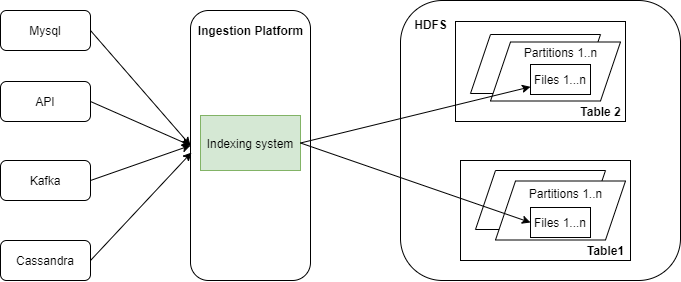 Mysql
API
Kafka
Cassandra
Ingestion Platform
Indexing system
HDFS
Partitions 1..n
Files 1...n
Table 2
Partitions 1..n
Files 1...n
Table1